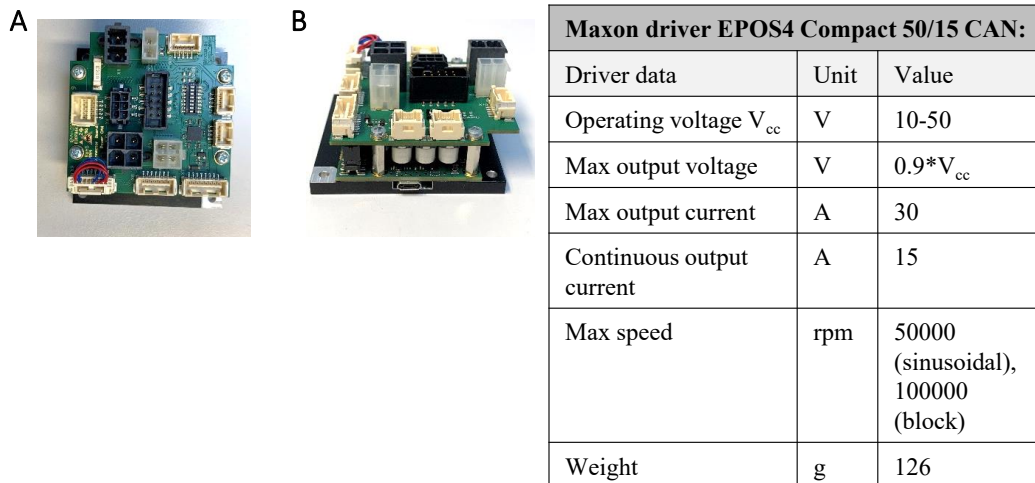 A
B
Maxon driver EPOS4 Compact 50/15 CAN:
Driver data Unit Value
Operating voltage Vcc V 10-50
Max output voltage V 0.9*Vcc
Max output current A 30
Continuous output
current A 15
Max speed rpm 50000
(sinusoidal),
100000
(block)
Weight g 126